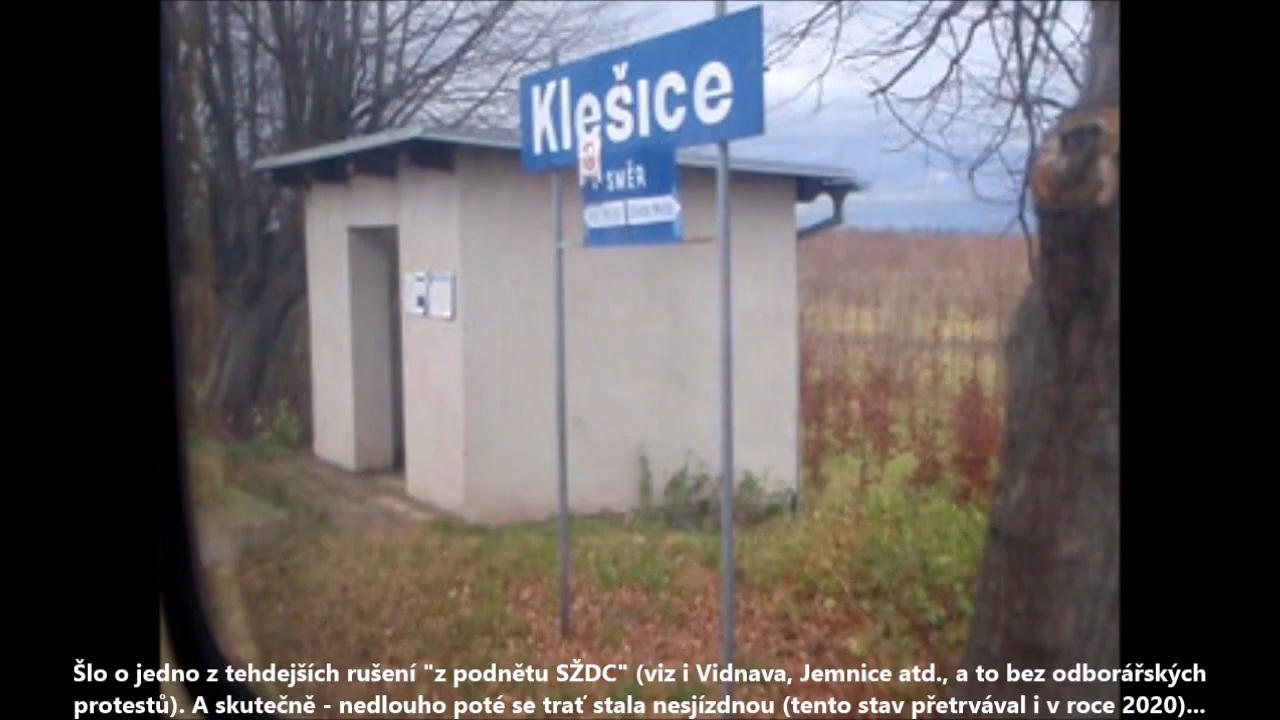 Klešice
SMĚR
Šlo o jedno z tehdejších rušení "z podnětu SŽDC" (viz i Vidnava, Jemnice atd., a to bez odborářských
protestů). A skutečně - nedlouho poté se trať stala nesjízdnou (tento stav přetrvával i v roce 2020)...